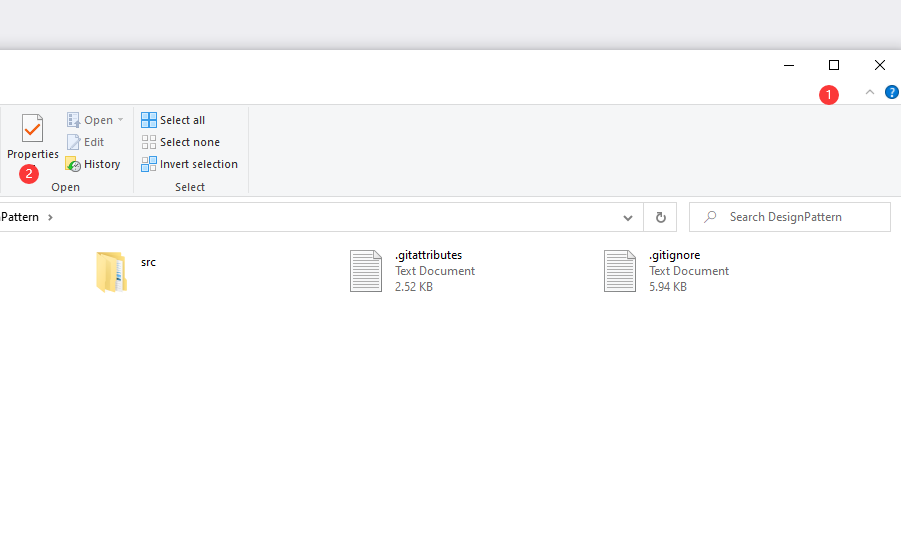 1
?
Properties
2
Open
Edit
History
Open
Select all
Select none
Invert selection
Select
Pattern
Search DesignPattern
src
.gitattributes
Text Document
2.52 KB
.gitignore
Text Document
5.94 KB